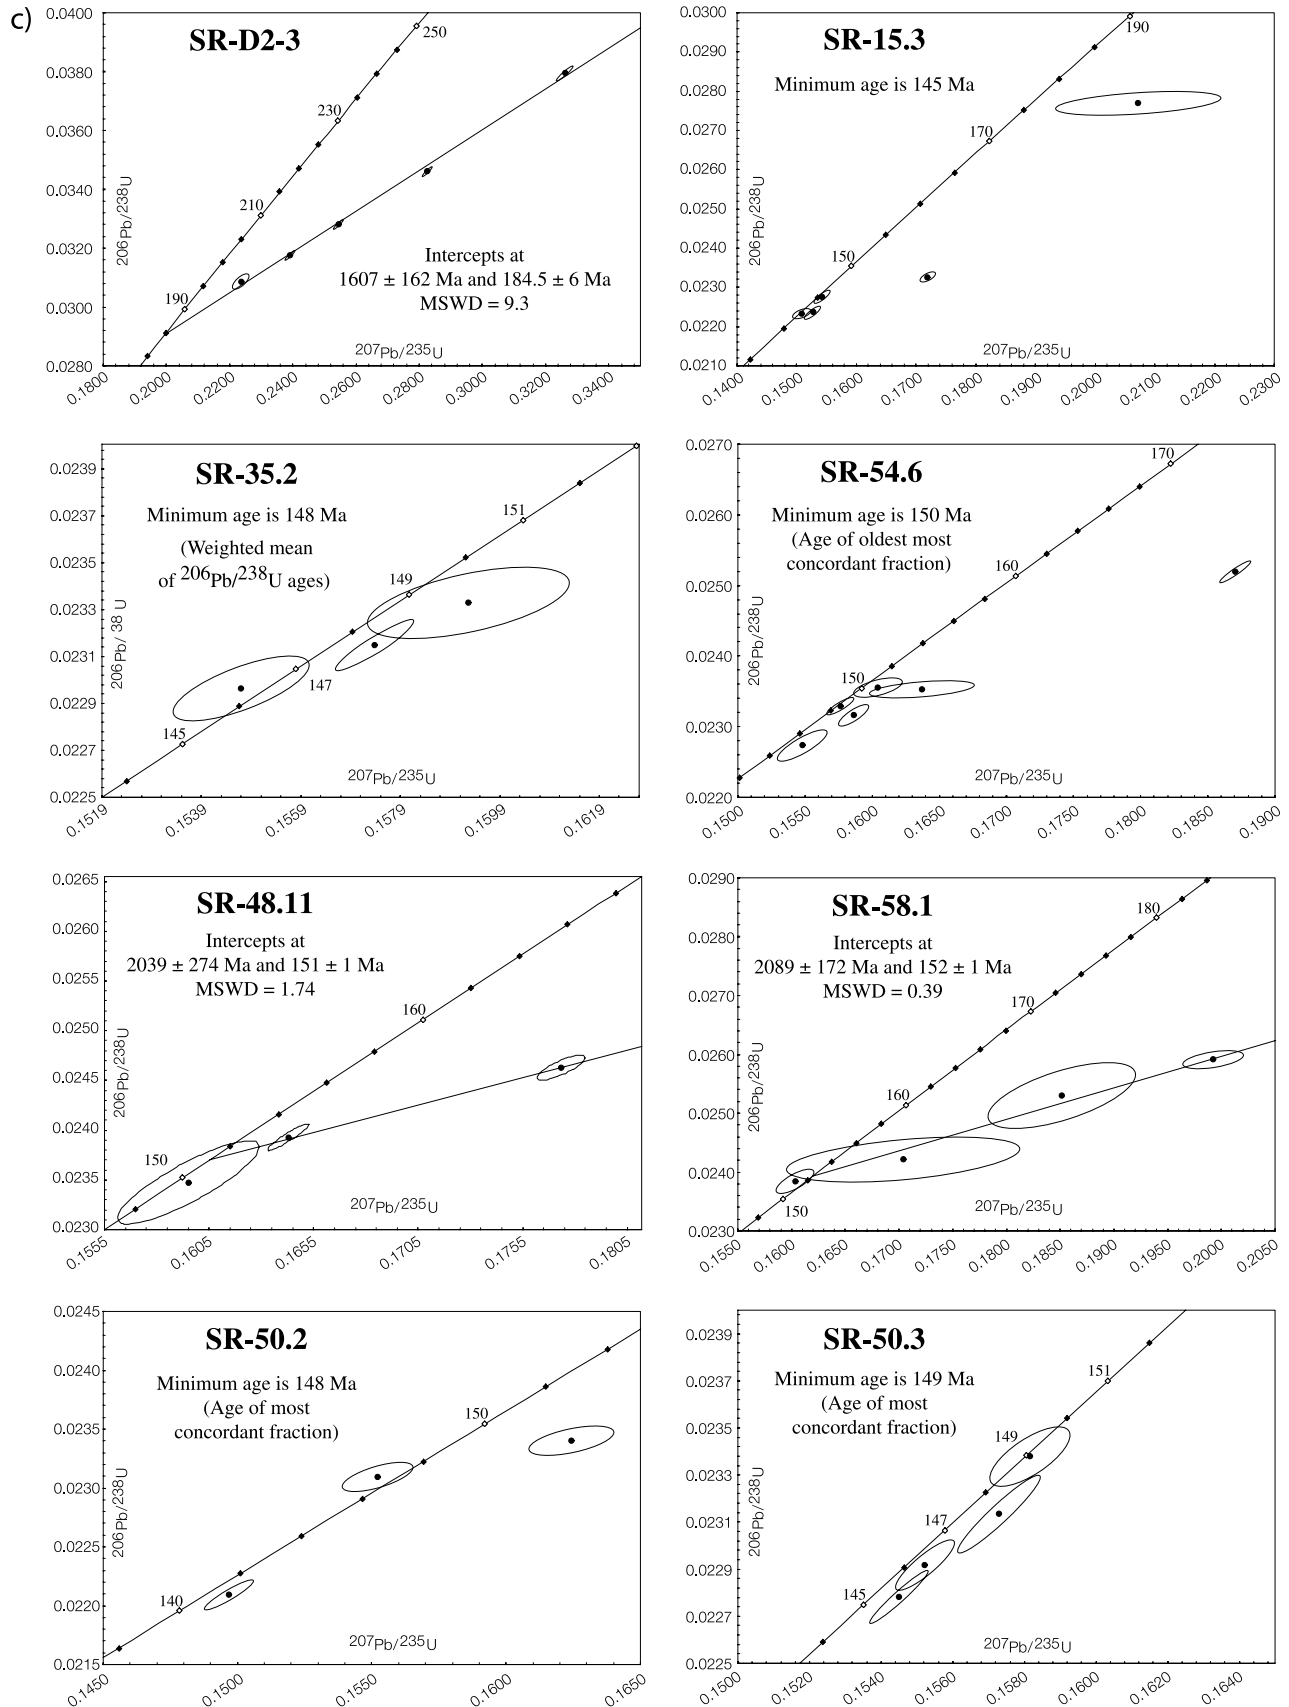 c)
SR-D2-3
0.0400
0.0380
0.0360
0.0340
0.0320
0.0300
0.0280
206Pb/238U
250
230
210
190
Intercepts at
1607 ± 162 Ma and 184.5 ± 6 Ma
MSWD = 9.3
207Pb/235U
0.1800 0.2000 0.2200 0.2400 0.2600 0.2800 0.3000 0.3200 0.3400
SR-15.3
Minimum age is 145 Ma
0.0300
0.0290
0.0280
0.0270
0.0260
0.0250
0.0240
0.0230
0.0220
0.0210
206Pb/238U
190
170
150
207Pb/235U
0.1400 0.1500 0.1600 0.1700 0.1800 0.1900 0.2000 0.2100 0.2200 0.2300
SR-35.2
Minimum age is 148 Ma
(Weighted mean
of 206Pb/238U ages)
0.0239
0.0237
0.0235
0.0233
0.0231
0.0229
0.0227
0.0225
206Pb/ 38 U
151
149
147
145
207Pb/235U
0.1519 0.1539 0.1559 0.1579 0.1599 0.1619
SR-54.6
Minimum age is 150 Ma
(Age of oldest most
concordant fraction)
0.0270
0.0260
0.0250
0.0240
0.0230
0.0220
206Pb/238U
170
160
150
207Pb/235U
0.1500 0.1550 0.1600 0.1650 0.1700 0.1750 0.1800 0.1850 0.1900
SR-48.11
Intercepts at
2039 ± 274 Ma and 151 ± 1 Ma
MSWD = 1.74
0.0265
0.0260
0.0255
0.0250
0.0245
0.0240
0.0235
0.0230
206Pb/238U
160
150
207Pb/235U
0.1555 0.1605 0.1655 0.1705 0.1755 0.1805
SR-58.1
Intercepts at
2089 ± 172 Ma and 152 ± 1 Ma
MSWD = 0.39
0.0290
0.0280
0.0270
0.0260
0.0250
0.0240
0.0230
206Pb/238U
180
170
160
150
207Pb/235U
0.1550 0.1600 0.1650 0.1700 0.1750 0.1800 0.1850 0.1900 0.1950 0.2000 0.2050
SR-50.2
Minimum age is 148 Ma
(Age of most
concordant fraction)
0.0245
0.0240
0.0235
0.0230
0.0225
0.0220
0.0215
206Pb/238U
150
140
207Pb/235U
0.1450 0.1500 0.1550 0.1600 0.1650
SR-50.3
Minimum age is 149 Ma
(Age of most
concordant fraction)
0.0239
0.0237
0.0235
0.0233
0.0231
0.0229
0.0227
0.0225
206Pb/238U
151
149
147
145
207Pb/235U
0.1500 0.1520 0.1540 0.1560 0.1580 0.1600 0.1620 0.1640